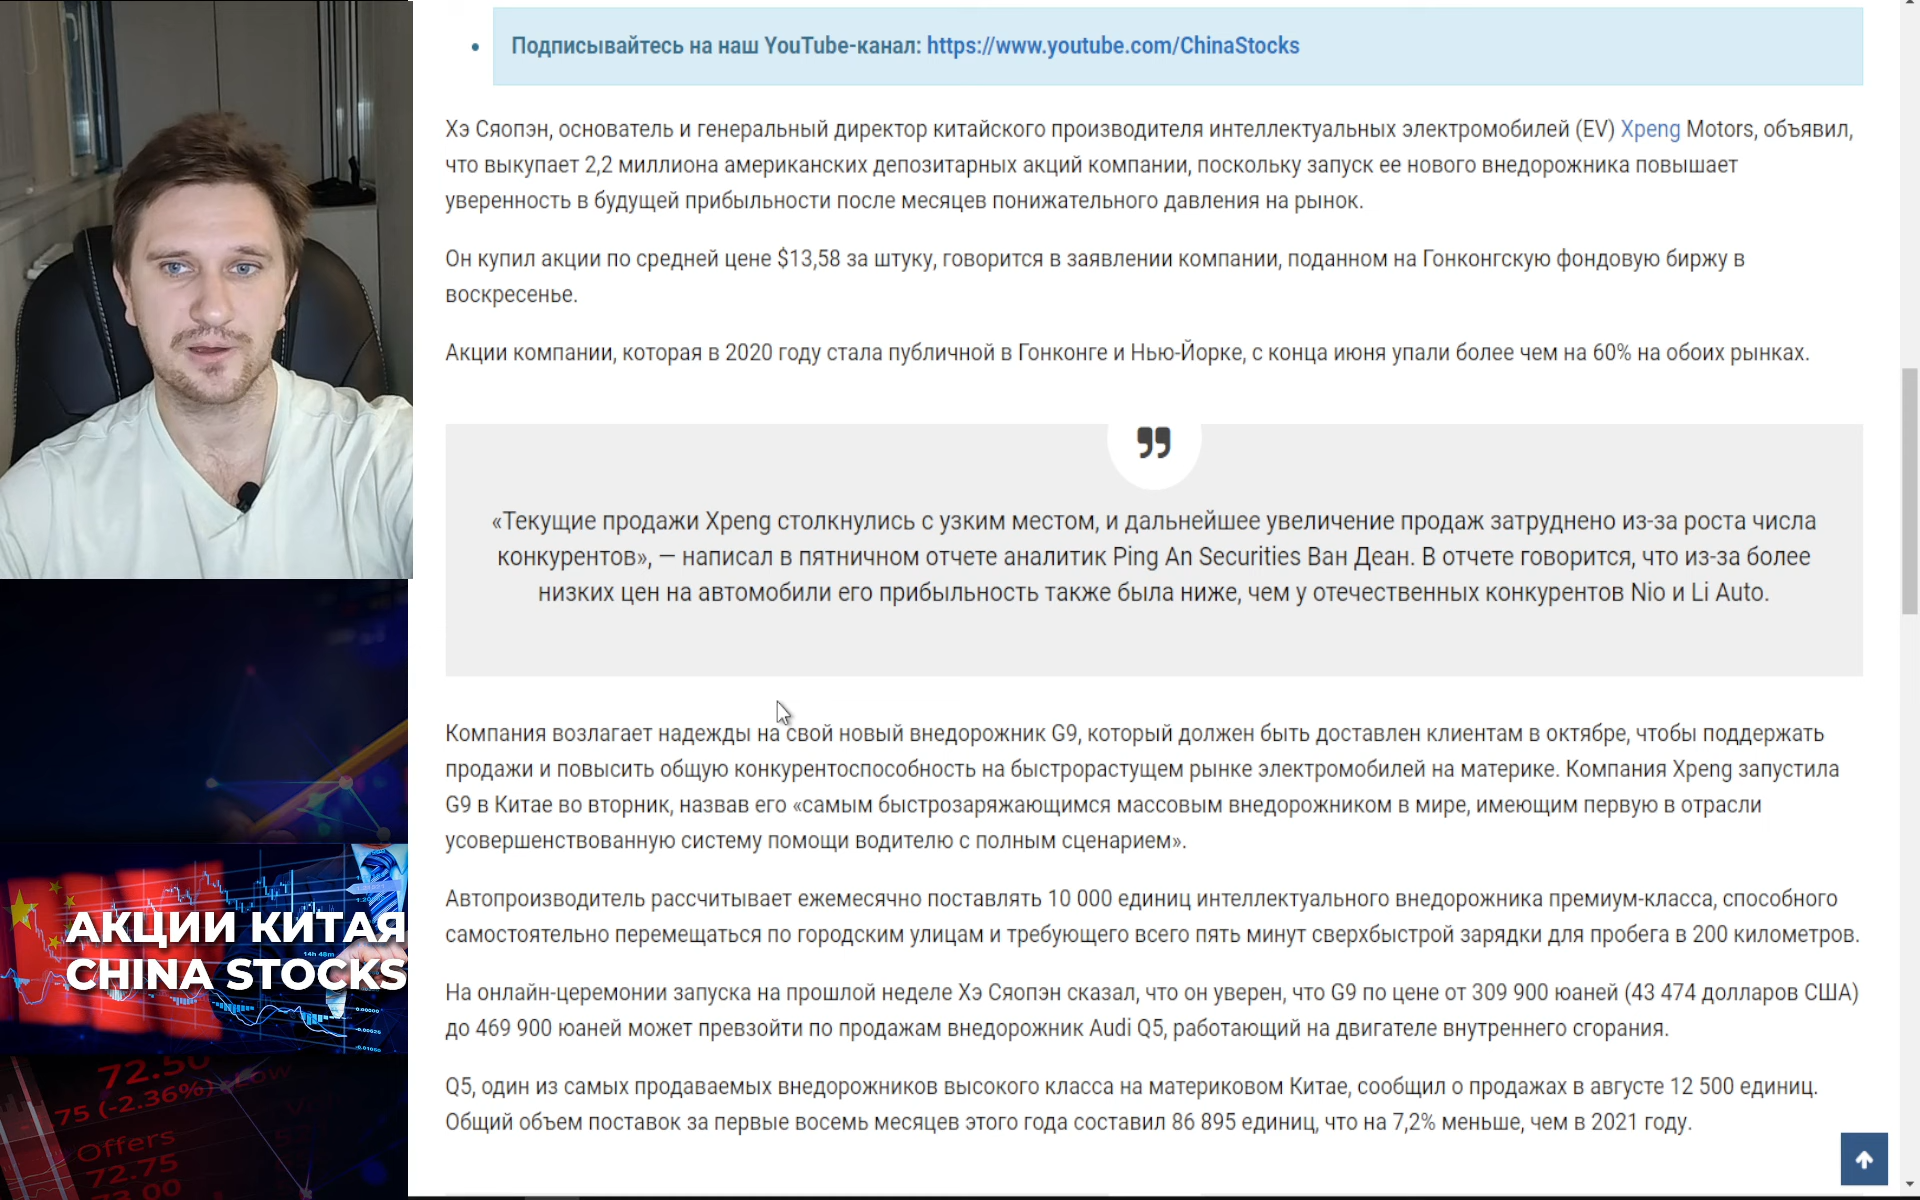 Подписывайтесь на наш YouTube-канал: https://www.youtube.com/ChinaStocks
Хэ Сяопэн, основатель и генеральный директор китайского производителя интеллектуальных электромобилей (EV) Xpeng Motors, объявил,
что выкупает 2,2 миллиона американских депозитарных акций компании, поскольку запуск ее нового внедорожника повышает
уверенность в будущей прибыльности после месяцев понижательного давления на рынок.
Он купил акции по средней цене $13,58 за штуку, говорится в заявлении компании, поданном на Гонконгскую фондовую биржу в
воскресенье.
Акции компании, которая в 2020 году стала публичной в Гонконге и Нью-Йорке, с конца июня упали более чем на 60% на обоих рынках.
«Текущие продажи Xpeng столкнулись с узким местом, и дальнейшее увеличение продаж затруднено из-за роста числа
конкурентов», — написал в пятничном отчете аналитик Ping An Securities Ван Деан. В отчете говорится, что из-за более
низких цен на автомобили его прибыльность также была ниже, чем у отечественных конкурентов Nio и Li Auto.
Компания возлагает надежды на свой новый внедорожник G9, который должен быть доставлен клиентам в октябре, чтобы поддержать
продажи и повысить общую конкурентоспособность на быстрорастущем рынке электромобилей на материке. Компания Xpeng запустила
G9 в Китае во вторник, назвав его «самым быстрозаряжающимся массовым внедорожником в мире, имеющим первую в отрасли
усовершенствованную систему помощи водителю с полным сценарием».
Автопроизводитель рассчитывает ежемесячно поставлять 10 000 единиц интеллектуального внедорожника премиум-класса, способного
самостоятельно перемещаться по городским улицам и требующего всего пять минут сверхбыстрой зарядки для пробега в 200 километров.
На онлайн-церемонии запуска на прошлой неделе Хэ Сяопэн сказал, что он уверен, что G9 по цене от 309 900 юаней (43 474 долларов США)
до 469 900 юаней может превзойти по продажам внедорожник Audi Q5, работающий на двигателе внутреннего сгорания.
Q5, один из самых продаваемых внедорожников высокого класса на материковом Китае, сообщил о продажах в августе 12 500 единиц.
Общий объем поставок за первые восемь месяцев этого года составил 86 895 единиц, что на 7,2% меньше, чем в 2021 году.
АКЦИИ КИТАЯ
CHINA STOCKS
14h 48m
72.50
Low
75 (-2.36%)
Offers
72.75
73.00